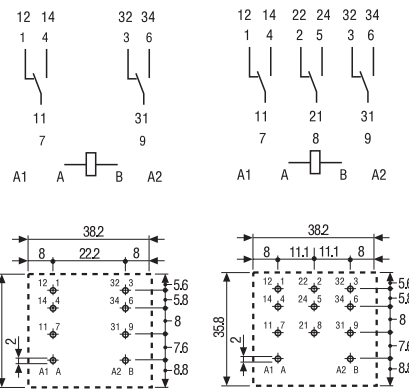 12 14 32 34
1 4 3 6
11 31
7 9
A1 A B A2
12 14 22 24 32 34
1 4 2 5 3 6
11 21 31
7 8 9
A1 A B A2
38.2
8 22.2 8
12 1 32 3
14 4 34 6
11 7 31 9
A1 A A2 B
2
5.6
5.8
8
7.6
8.8
38.2
8 11.1 11.1 8
12 1 22 2 32 3
14 4 24 5 34 6
11 7 21 8 31 9
A1 A A2 B
35.8
2
8
7.6
8.8